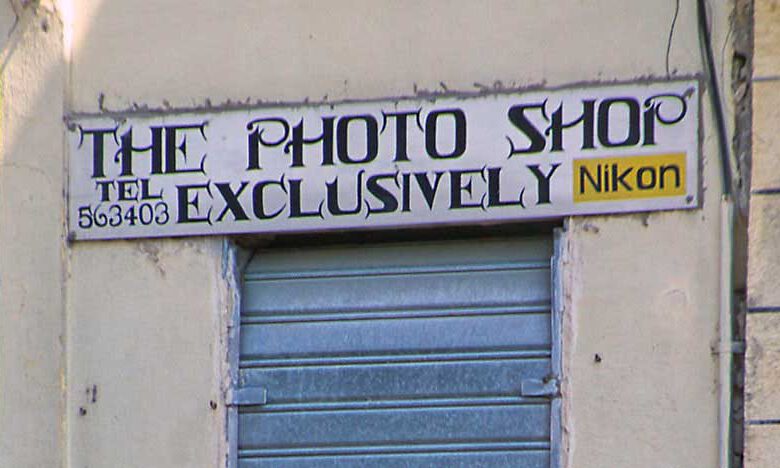 THE PHOTO SHOP
TEL
563403 EXCLUSIVELY Nikon